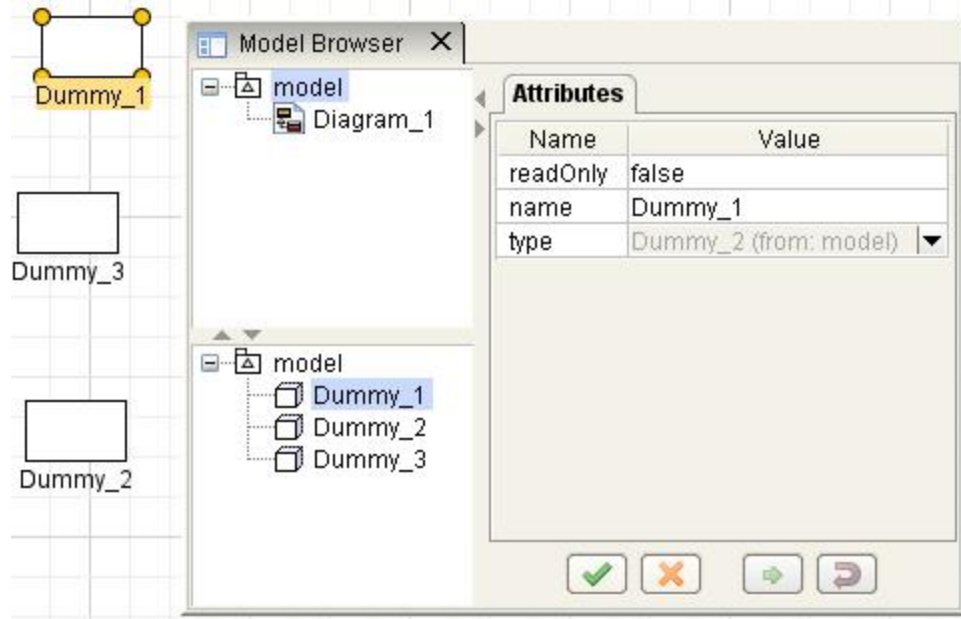 Dummy_1
Dummy_3
Dummy_2
Model Browser
model
Diagram_1
model
Dummy_1
Dummy_2
Dummy_3
Attributes
Name Value
readOnly false
name Dummy_1
type Dummy_2 (from: model)